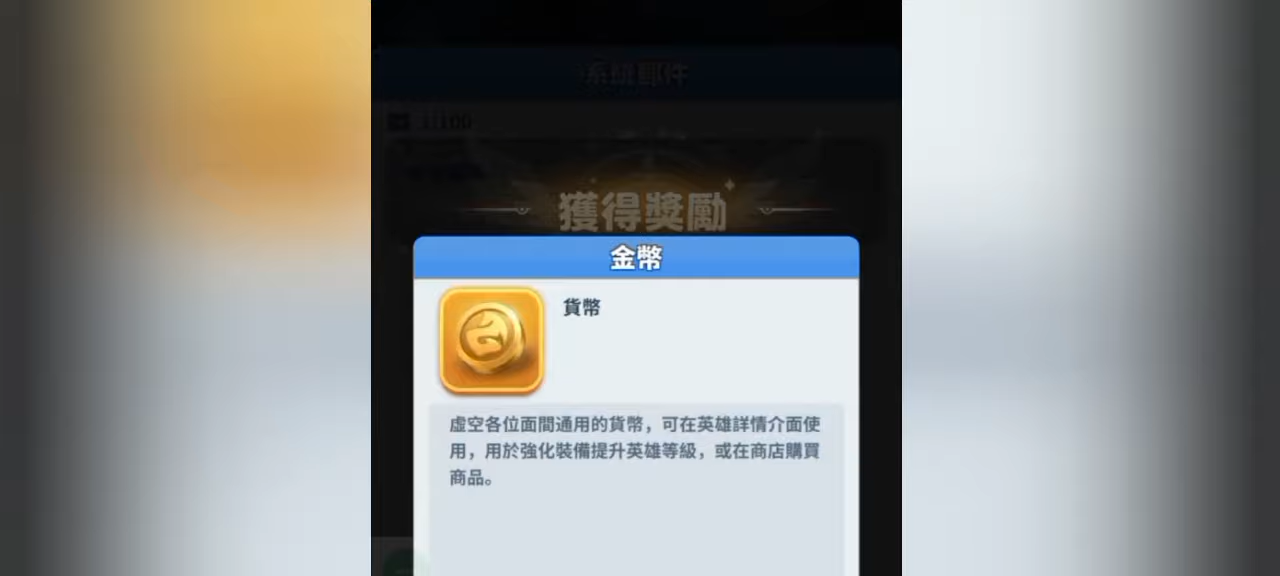 系統郵件
獲得獎勵
金幣
貨幣
虛空各位面間通用的貨幣，可在英雄詳情介面使
用，用於強化裝備提升英雄等級，或在商店購買
商品。